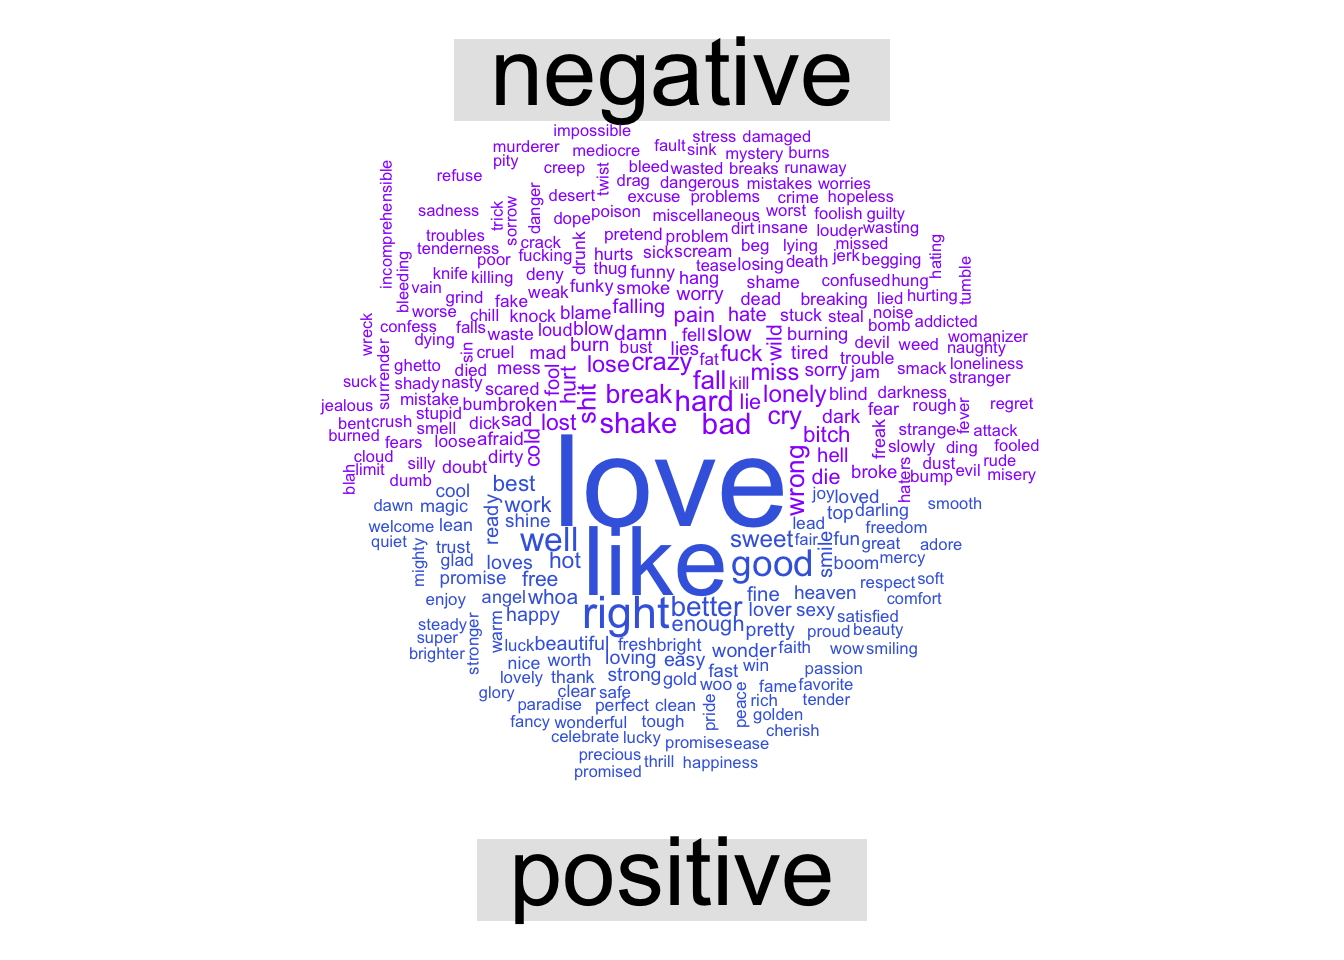 negative
impossible
murderer mediocre fault stress damaged
pity creep sink mystery burns
refuse bleed wasted breaks runaway
incomprehensible twist drag dangerous mistakes worries
desert excuse problems crime hopeless
sadness trick sorrow danger dope poison miscellaneous worst foolish guilty
troubles crack drunk pretend problem dirt insane louder wasting
tenderness poor fucking hurts sick scream beg lying missed hating
bleeding knife killing deny thug funny tease losing death jerk begging tumble
vain grind fake weak funky smoke hang shame confused hung
worse chill knock blame falling worry dead breaking lied hurting
wreck confess falls waste loud blow damn pain hate stuck steal noise bomb addicted
dying sin cruel mad burn bust lies fell slow wild burning devil weed womanizer naughty
surrender ghetto died mess fool hurt lose crazy fat fuck miss tired trouble loneliness
suck shady nasty scared shit break fall kill sorry jam smack stranger
jealous mistake bum broken hard lie lonely blind darkness regret
bent crush stupid dick sad lost shake bad cry dark fear rough fever
burned smell loose afraid cold bitch freak strange attack
fears slowly ding fooled
cloud silly doubt dirty wrong hell haters dust rude
blah limit dumb die broke bump evil misery
love
cool best joy loved
dawn magic ready work top darling smooth
welcome lean shine lead freedom
quiet trust well like sweet fair smile fun great adore
mighty glad loves hot good boom mercy
promise free respect soft
enjoy angel whoa fine heaven comfort
happy right better lover sexy satisfied
steady stronger warm enough pretty proud beauty
super luck beautiful fresh bright wonder faith wow smiling
brighter nice worth loving easy win
lovely thank strong gold fast passion
glory clear safe woo fame favorite
paradise perfect clean pride peace rich tender
fancy wonderful tough golden
celebrate lucky promises ease cherish
precious thrill happiness
promised
positive